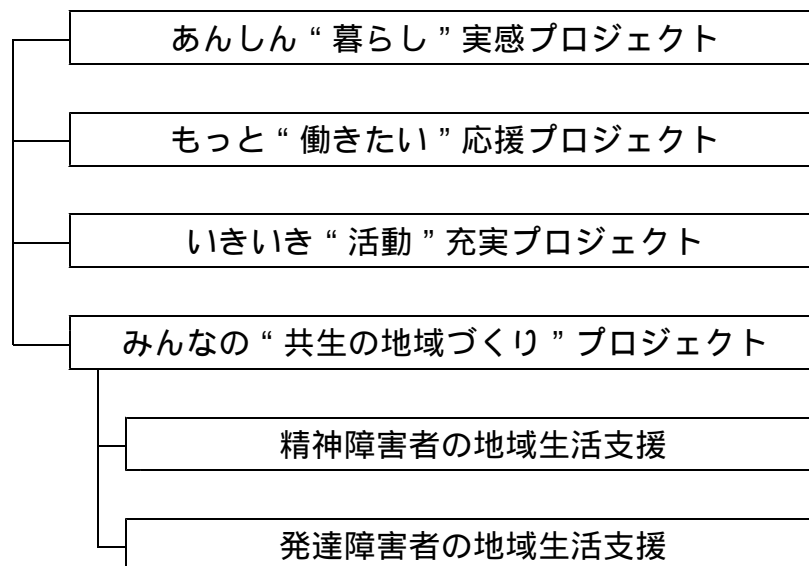 あんしん “ 暮らし ” 実感プロジェクト
もっと “ 働きたい ” 応援プロジェクト
いきいき “ 活動 ” 充実プロジェクト
みんなの “ 共生の地域づくり ” プロジェクト
精神障害者の地域生活支援
発達障害者の地域生活支援